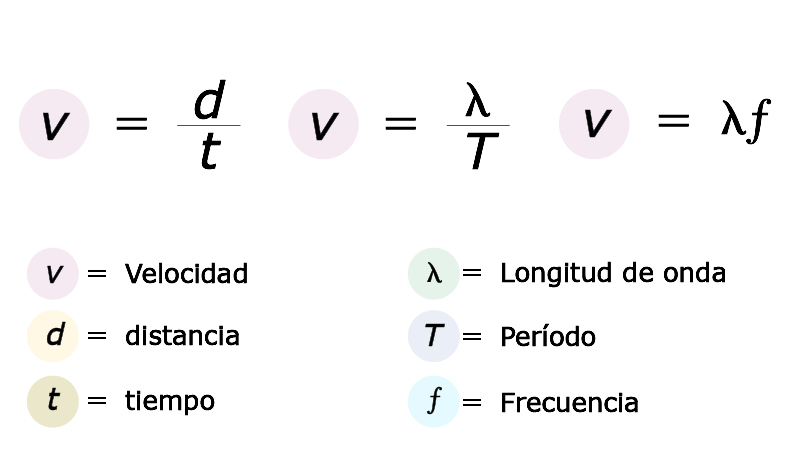 v = d/t v = λ/T v = λf
v = Velocidad
λ = Longitud de onda
d = distancia
T = Período
t = tiempo
f = Frecuencia